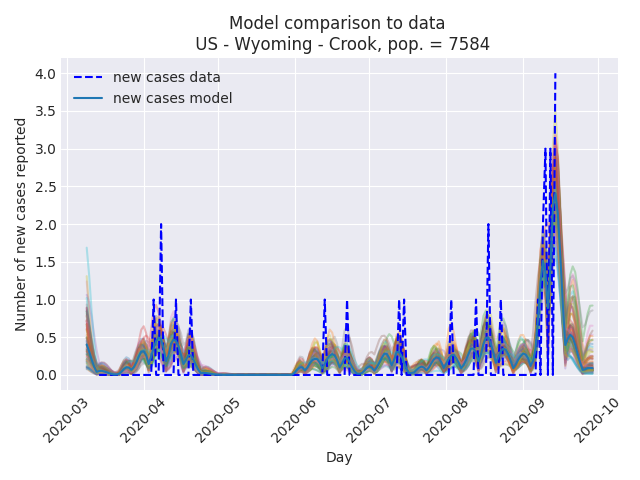 Model comparison to data
US - Wyoming - Crook, pop. = 7584
new cases data
new cases model
Number of new cases reported
4.0
3.5
3.0
2.5
2.0
1.5
1.0
0.5
0.0
2020-03
2020-04
2020-05
2020-06
2020-07
2020-08
2020-09
2020-10
Day